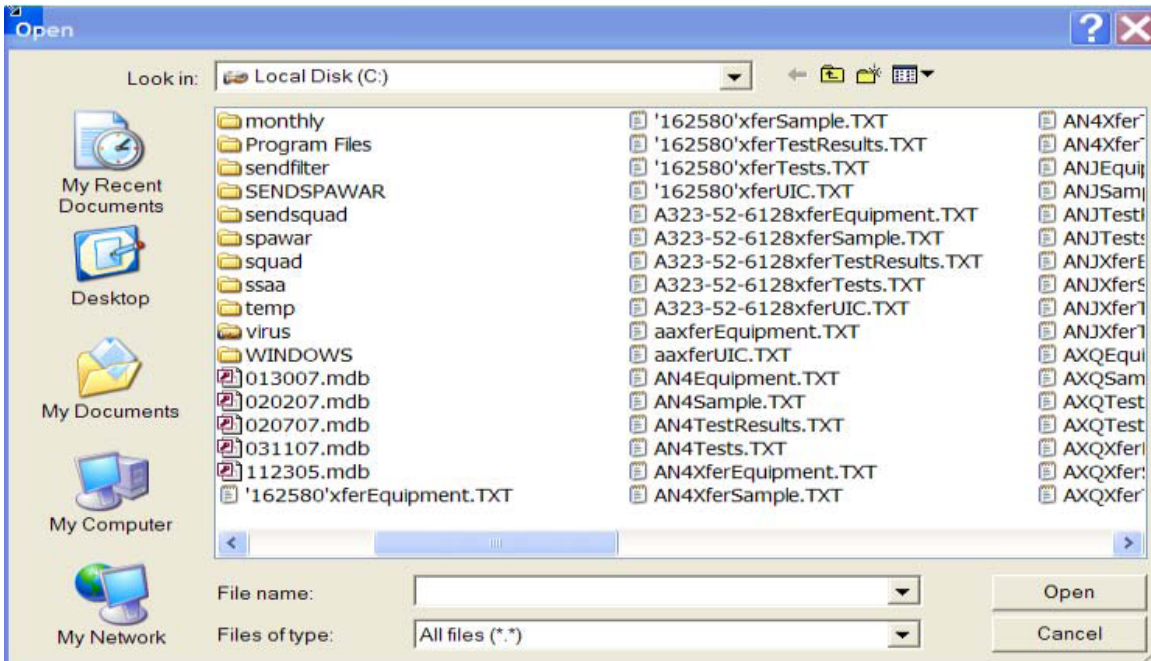 Open
Look in:
Local Disk (C:)
My Recent
Documents
Desktop
My Documents
My Computer
My Network
monthly
Program Files
sendfilter
SENDSPAWAR
sendsquad
spawar
squad
ssaa
temp
virus
WINDOWS
013007.mdb
020207.mdb
020707.mdb
031107.mdb
112305.mdb
'162580'xferEquipment.TXT
'162580'xferSample.TXT
'162580'xferTestResults.TXT
'162580'xferTests.TXT
'162580'xferUIC.TXT
A323-52-6128xferEquipment.TXT
A323-52-6128xferSample.TXT
A323-52-6128xferTestResults.TXT
A323-52-6128xferTests.TXT
A323-52-6128xferUIC.TXT
aaxferEquipment.TXT
aaxferUIC.TXT
AN4Equipment.TXT
AN4Sample.TXT
AN4TestResults.TXT
AN4Tests.TXT
AN4XferEquipment.TXT
AN4XferSample.TXT
File name:
Open
Files of type:
All files (*.*)
Cancel